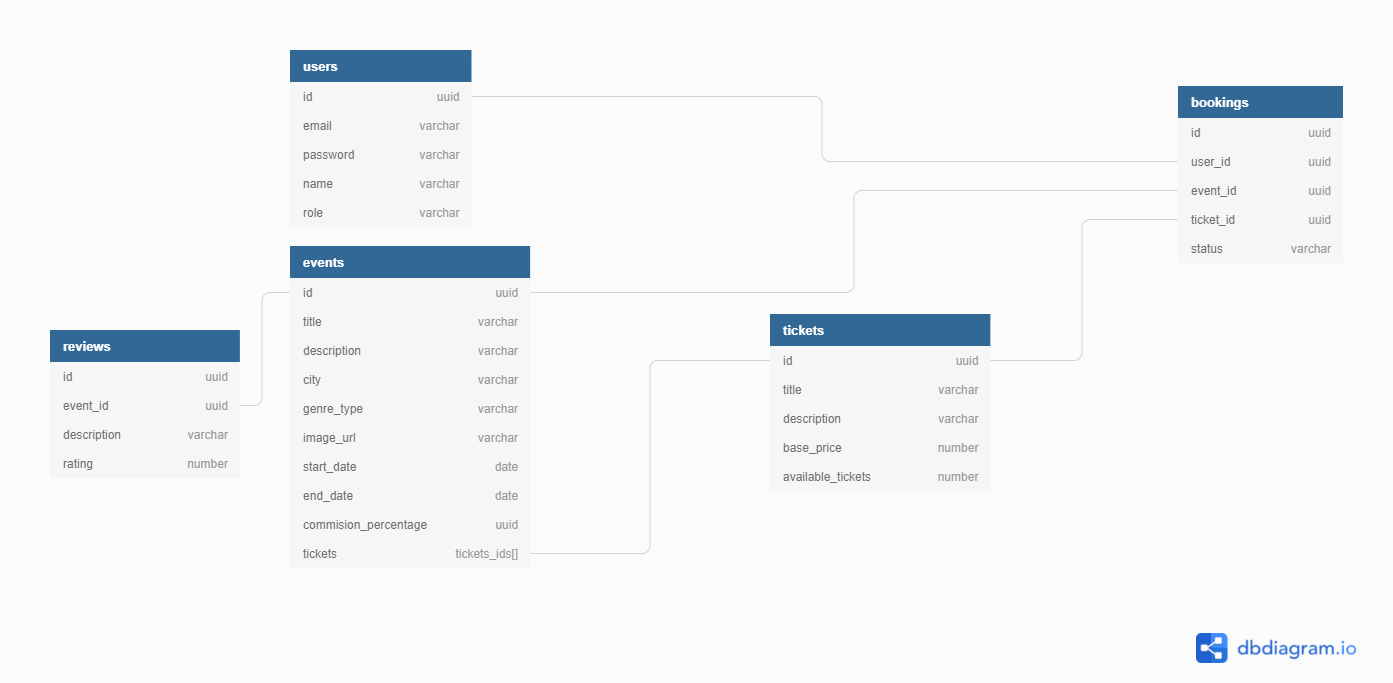 users
id uuid
email varchar
password varchar
name varchar
role varchar
events
id uuid
title varchar
description varchar
city varchar
genre_type varchar
image_url varchar
start_date date
end_date date
commision_percentage uuid
tickets tickets_ids[]
reviews
id uuid
event_id uuid
description varchar
rating number
tickets
id uuid
title varchar
description varchar
base_price number
available_tickets number
bookings
id uuid
user_id uuid
event_id uuid
ticket_id uuid
status varchar
dbdiagram.io